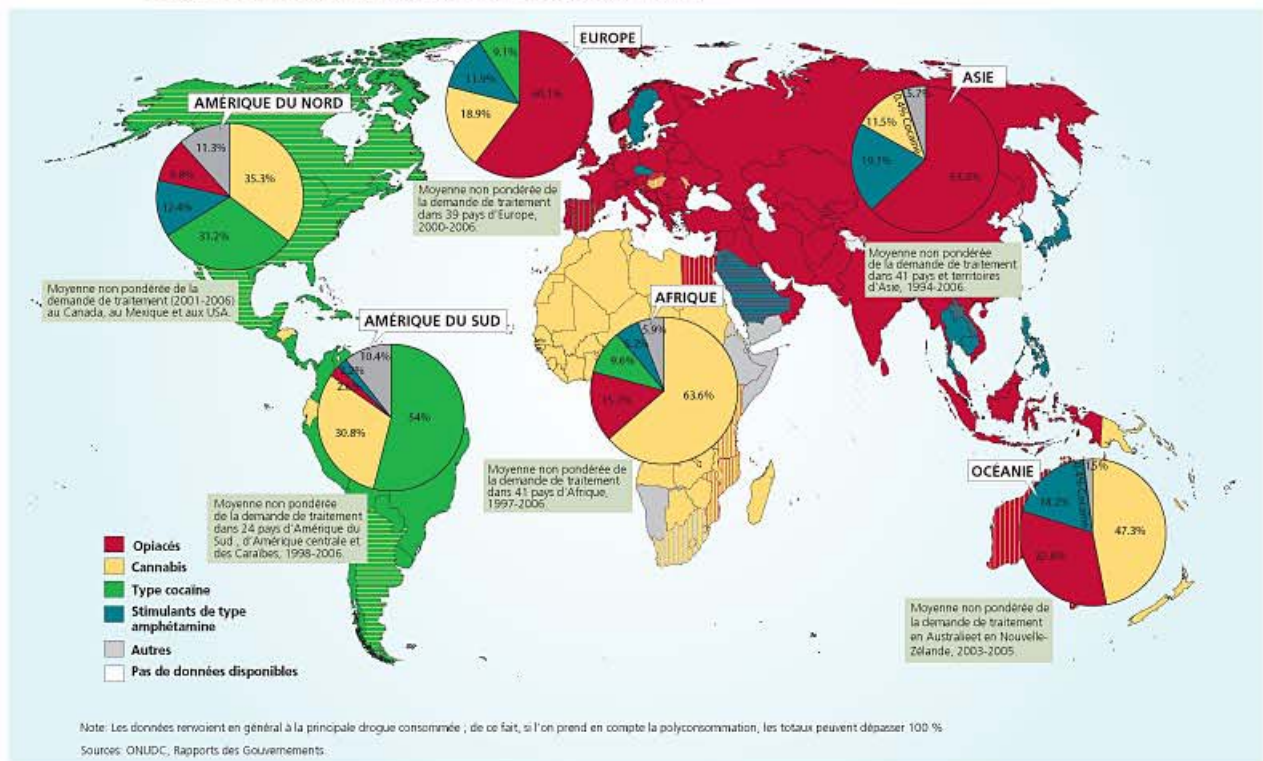 EUROPE
9.1%
11.9%
18.9%
Moyenne non pondérée de
la demande de traitement
dans 39 pays d'Europe,
2000-2006.
ASIE
5.7%
0.4% Cocaïne
11.5%
Moyenne non pondérée
de la demande de traitement
dans 41 pays et territoires
d'Asie, 1994-2006.
AMÉRIQUE DU NORD
11.3%
35.3%
12.4%
31.2%
Moyenne non pondérée de la
demande de traitement (2001-2006)
au Canada, au Mexique et aux USA.
AMÉRIQUE DU SUD
10.4%
54%
30.8%
Moyenne non pondérée
de la demande de traitement
dans 24 pays d'Amérique du
Sud , d'Amérique centrale et
des Caraïbes, 1998-2006.
AFRIQUE
5.9%
9.6%
63.6%
Moyenne non pondérée de
la demande de traitement
dans 41 pays d'Afrique,
1997-2006.
OCÉANIE
47.3%
Moyenne non pondérée de
la demande de traitement
en Australieet en Nouvelle-
Zélande, 2003-2005.
Opiacés
Cannabis
Type cocaïne
Stimulants de type
amphétamine
Autres
Pas de données disponibles
Note: Les données renvoient en général à la principale drogue consommée ; de ce fait, si l'on prend en compte la polyconsommation, les totaux peuvent dépasser 100 %
Sources: ONUDC, Rapports des Gouvernements.